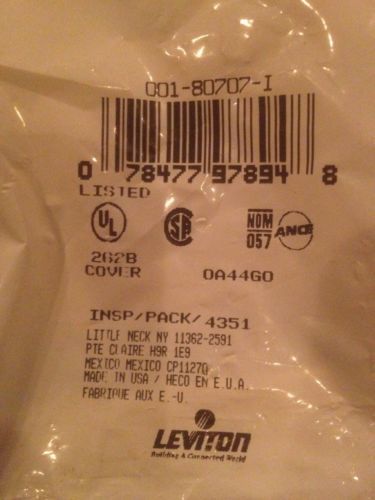 001-80707-I
0 78477 97894 8
LISTED
UL
SA
NOM
057
ANCE
262B
COVER
0A44G0
INSP/PACK/4351
LITTLE NECK NY 11362-2591
PTE CLAIRE H9R 1E9
MEXICO MEXICO CP11270
MADE IN USA / HECO EN E.U.A.
FABRIQUE AUX E.-U.
LEVITON
Building A Connected World